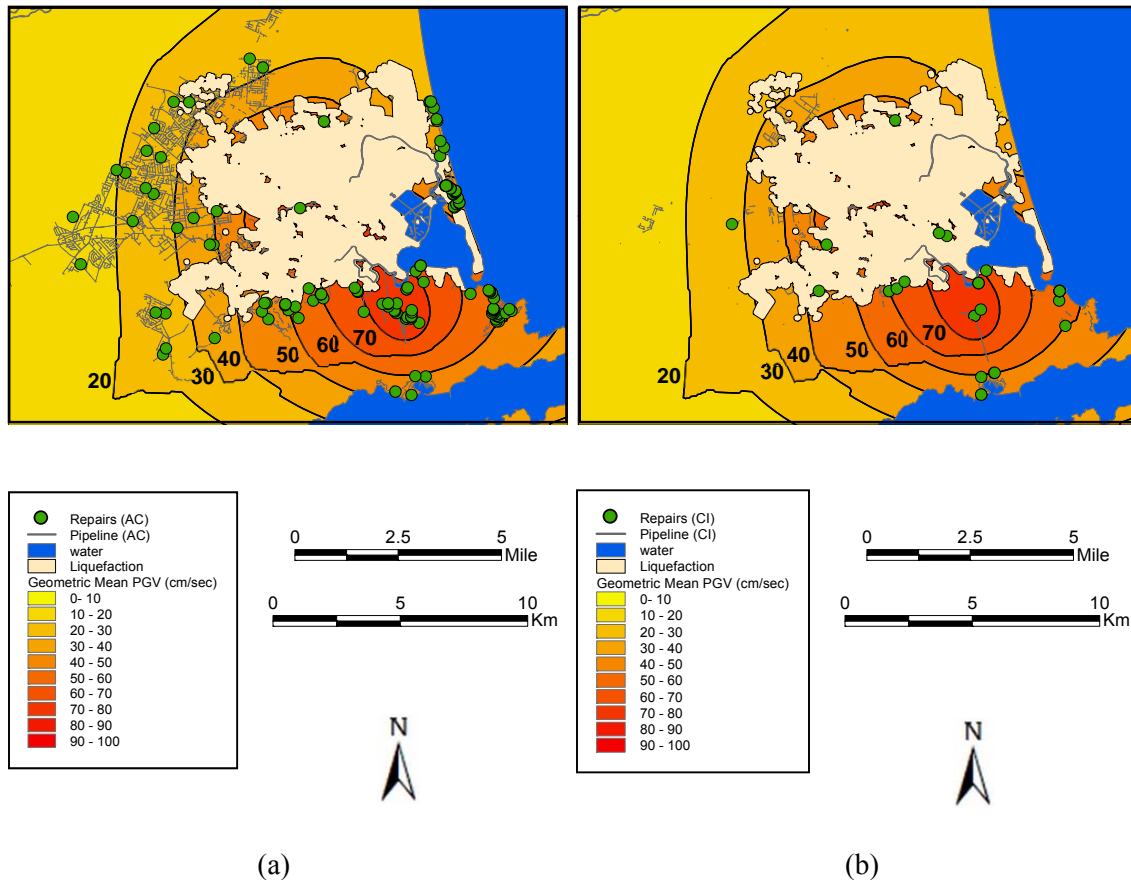 20
30
40
50
60
70
20
30
40
50
60
70
Repairs (AC)
Pipeline (AC)
water
Liquefaction
Geometric Mean PGV (cm/sec)
0- 10
10 - 20
20 - 30
30 - 40
40 - 50
50 - 60
60 - 70
70 - 80
80 - 90
90 - 100
0 2.5 5
Mile
0 5 10
Km
N
(a)
Repairs (CI)
Pipeline (CI)
water
Liquefaction
Geometric Mean PGV (cm/sec)
0- 10
10 - 20
20 - 30
30 - 40
40 - 50
50 - 60
60 - 70
70 - 80
80 - 90
90 - 100
0 2.5 5
Mile
0 5 10
Km
N
(b)